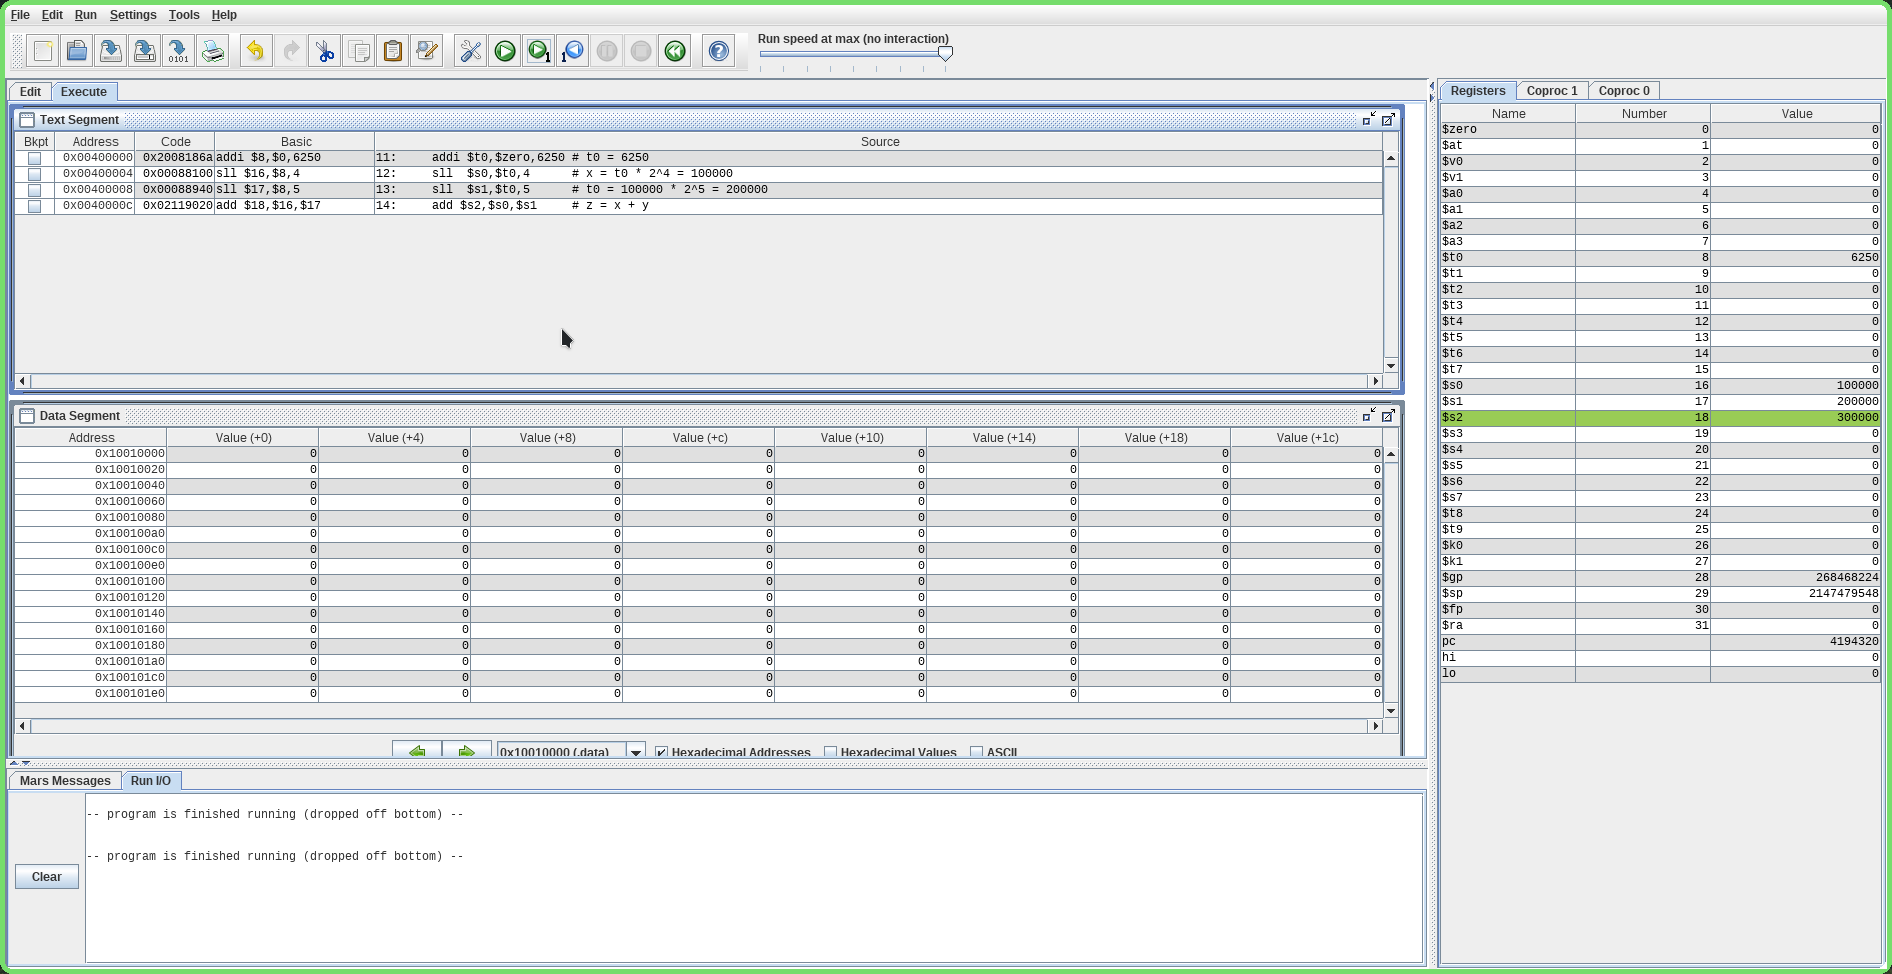 File Edit Run Settings Tools Help
Run speed at max (no interaction)
0101
1
1
?
Edit Execute
Text Segment
Bkpt Address Code Basic Source
0x00400000 0x2008186a addi $8,$0,6250 11: addi $t0,$zero,6250 # t0 = 6250
0x00400004 0x00088100 sll $16,$8,4 12: sll $s0,$t0,4 # x = t0 * 2^4 = 100000
0x00400008 0x00088940 sll $17,$8,5 13: sll $s1,$t0,5 # t0 = 100000 * 2^5 = 200000
0x0040000c 0x02119020 add $18,$16,$17 14: add $s2,$s0,$s1 # z = x + y
Data Segment
Address Value (+0) Value (+4) Value (+8) Value (+c) Value (+10) Value (+14) Value (+18) Value (+1c)
0x10010000 0 0 0 0 0 0 0 0
0x10010020 0 0 0 0 0 0 0 0
0x10010040 0 0 0 0 0 0 0 0
0x10010060 0 0 0 0 0 0 0 0
0x10010080 0 0 0 0 0 0 0 0
0x100100a0 0 0 0 0 0 0 0 0
0x100100c0 0 0 0 0 0 0 0 0
0x100100e0 0 0 0 0 0 0 0 0
0x10010100 0 0 0 0 0 0 0 0
0x10010120 0 0 0 0 0 0 0 0
0x10010140 0 0 0 0 0 0 0 0
0x10010160 0 0 0 0 0 0 0 0
0x10010180 0 0 0 0 0 0 0 0
0x100101a0 0 0 0 0 0 0 0 0
0x100101c0 0 0 0 0 0 0 0 0
0x100101e0 0 0 0 0 0 0 0 0
0x10010000 (.data) Hexadecimal Addresses Hexadecimal Values ASCII
Mars Messages Run I/O
-- program is finished running (dropped off bottom) --
-- program is finished running (dropped off bottom) --
Clear
Registers Coproc 1 Coproc 0
Name Number Value
$zero 0 0
$at 1 0
$v0 2 0
$v1 3 0
$a0 4 0
$a1 5 0
$a2 6 0
$a3 7 0
$t0 8 6250
$t1 9 0
$t2 10 0
$t3 11 0
$t4 12 0
$t5 13 0
$t6 14 0
$t7 15 0
$s0 16 100000
$s1 17 200000
$s2 18 300000
$s3 19 0
$s4 20 0
$s5 21 0
$s6 22 0
$s7 23 0
$t8 24 0
$t9 25 0
$k0 26 0
$k1 27 0
$gp 28 268468224
$sp 29 2147479548
$fp 30 0
$ra 31 0
pc 4194320
hi 0
lo 0